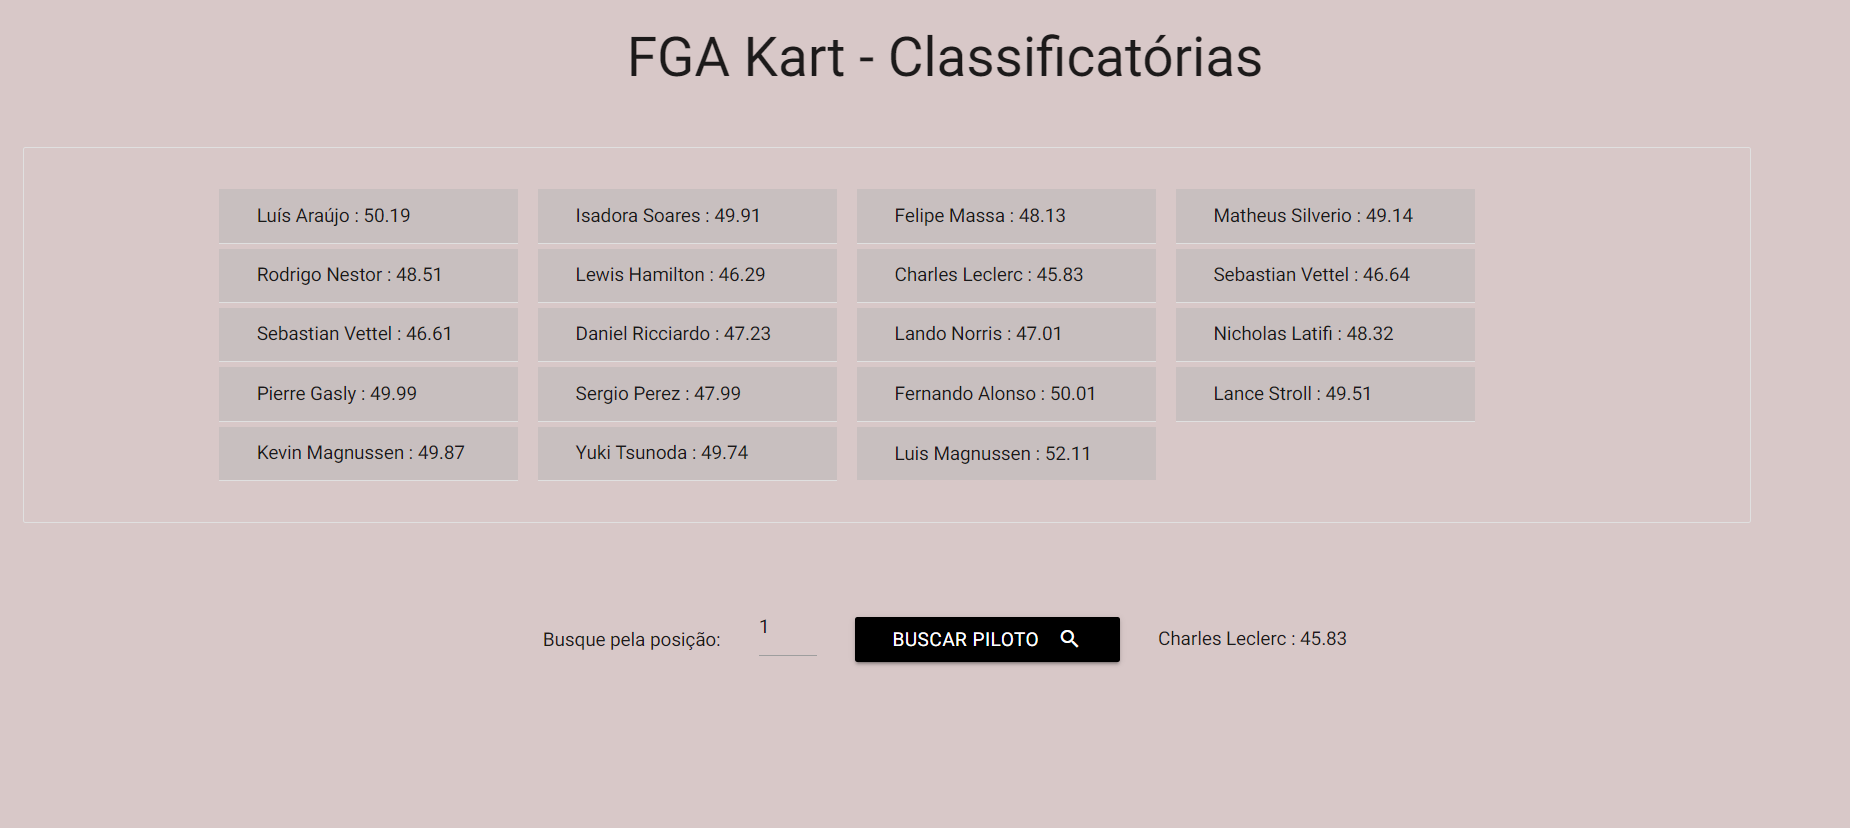 FGA Kart - Classificatórias
Luís Araújo : 50.19
Isadora Soares : 49.91
Felipe Massa : 48.13
Matheus Silverio : 49.14
Rodrigo Nestor : 48.51
Lewis Hamilton : 46.29
Charles Leclerc : 45.83
Sebastian Vettel : 46.64
Sebastian Vettel : 46.61
Daniel Ricciardo : 47.23
Lando Norris : 47.01
Nicholas Latifi : 48.32
Pierre Gasly : 49.99
Sergio Perez : 47.99
Fernando Alonso : 50.01
Lance Stroll : 49.51
Kevin Magnussen : 49.87
Yuki Tsunoda : 49.74
Luis Magnussen : 52.11
Busque pela posição:
1
BUSCAR PILOTO
Charles Leclerc : 45.83